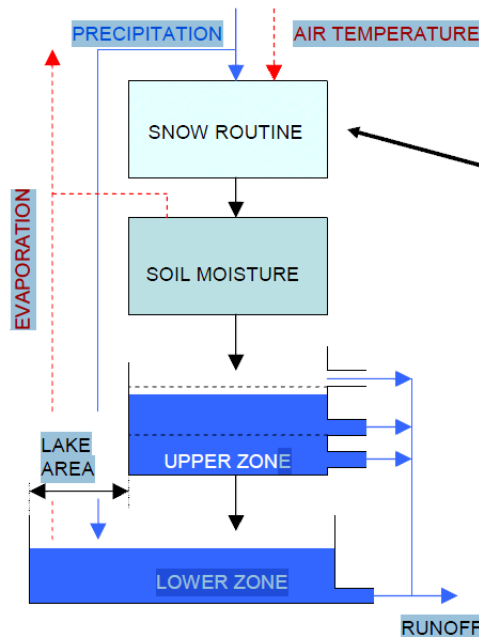 PRECIPITATION
AIR TEMPERATURE
SNOW ROUTINE
EVAPORATION
SOIL MOISTURE
LAKE
AREA
UPPER ZONE
LOWER ZONE
RUNOFF